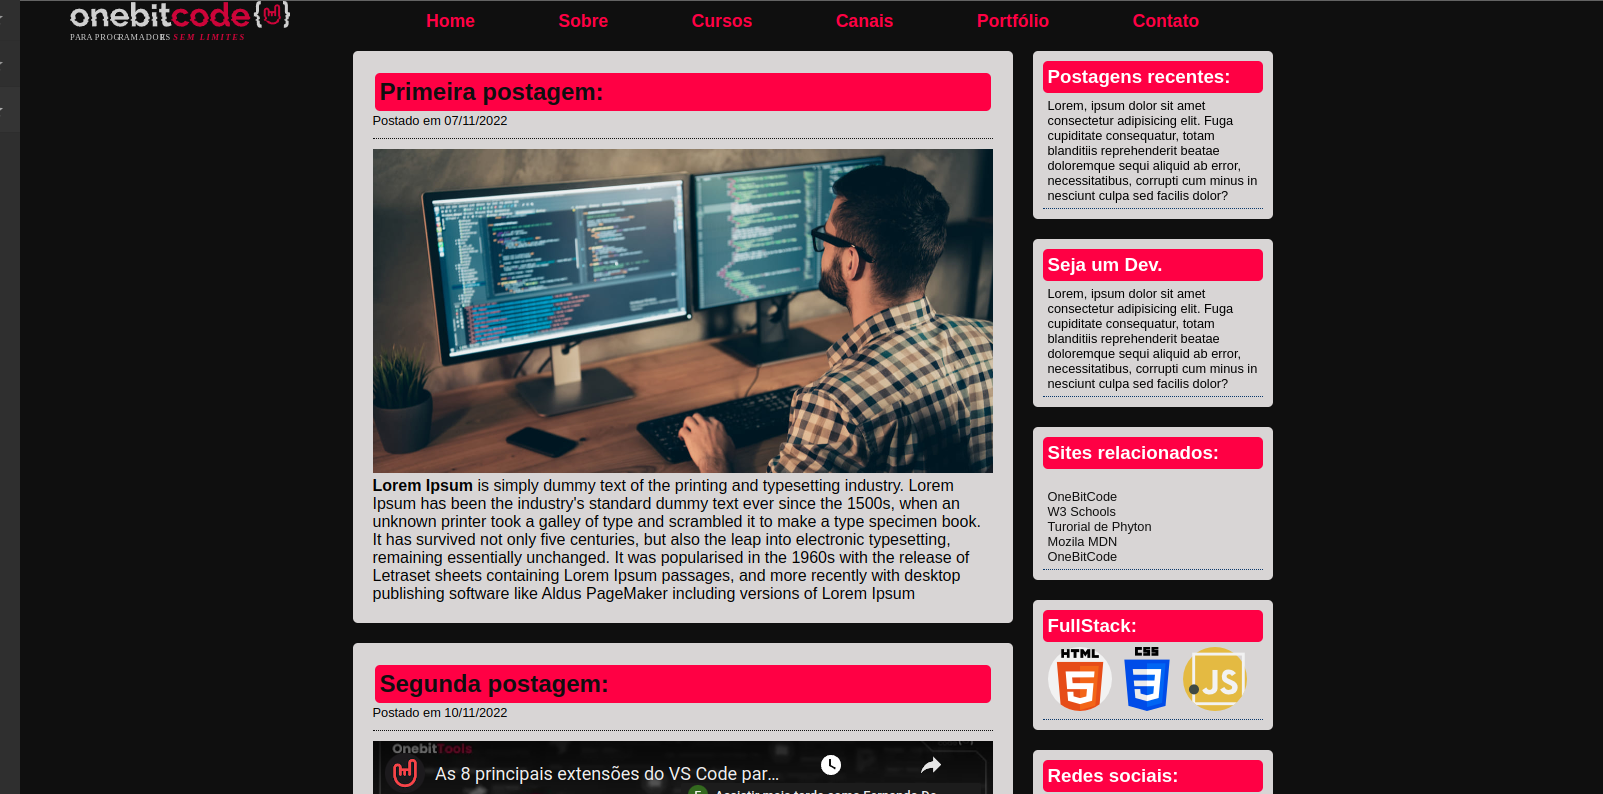 onebitcode{}
PARA PROGRAMADORES SEM LIMITES
Home
Sobre
Cursos
Canais
Portfólio
Contato
Primeira postagem:
Postado em 07/11/2022
Lorem Ipsum is simply dummy text of the printing and typesetting industry. Lorem
Ipsum has been the industry's standard dummy text ever since the 1500s, when an
unknown printer took a galley of type and scrambled it to make a type specimen book.
It has survived not only five centuries, but also the leap into electronic typesetting,
remaining essentially unchanged. It was popularised in the 1960s with the release of
Letraset sheets containing Lorem Ipsum passages, and more recently with desktop
publishing software like Aldus PageMaker including versions of Lorem Ipsum
Segunda postagem:
Postado em 10/11/2022
OnebitTools
As 8 principais extensões do VS Code par...
Postagens recentes:
Lorem, ipsum dolor sit amet
consectetur adipisicing elit. Fuga
cupiditate consequatur, totam
blanditiis reprehenderit beatae
doloremque sequi aliquid ab error,
necessitatibus, corrupti cum minus in
nesciunt culpa sed facilis dolor?
Seja um Dev.
Lorem, ipsum dolor sit amet
consectetur adipisicing elit. Fuga
cupiditate consequatur, totam
blanditiis reprehenderit beatae
doloremque sequi aliquid ab error,
necessitatibus, corrupti cum minus in
nesciunt culpa sed facilis dolor?
Sites relacionados:
OneBitCode
W3 Schools
Turorial de Phyton
Mozila MDN
OneBitCode
FullStack:
HTML
5
CSS
3
JS
Redes sociais: